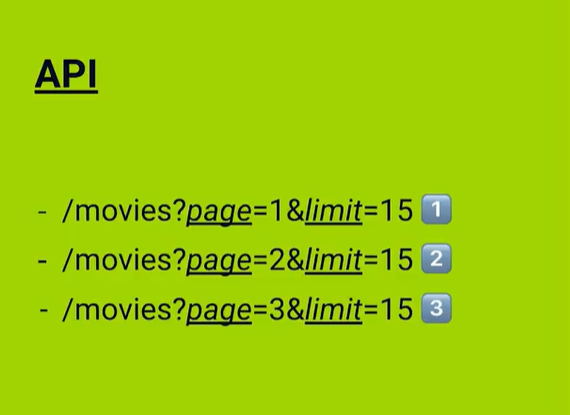 API
- /movies?page=1&limit=15 1️⃣
- /movies?page=2&limit=15 2️⃣
- /movies?page=3&limit=15 3️⃣